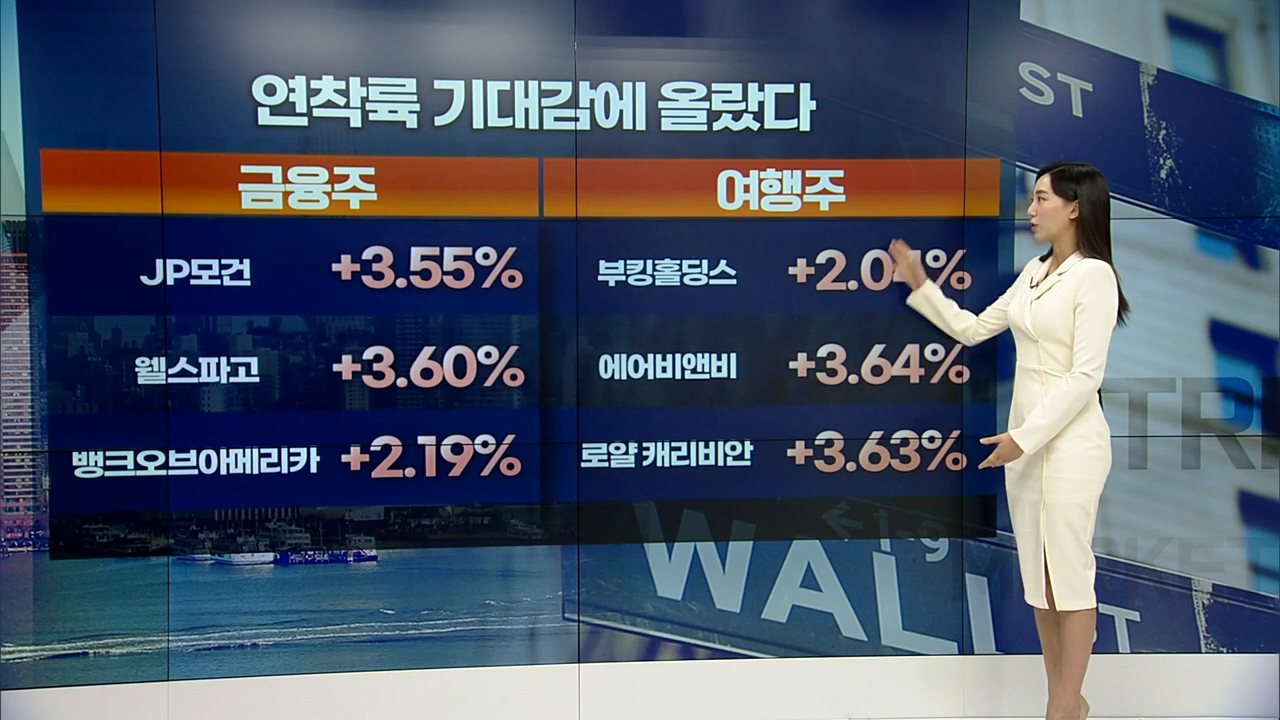 연착륙 기대감에 올랐다
금융주
여행주
JP모건 +3.55%
부킹홀딩스
웰스파고 +3.60%
에어비앤비 +3.64%
뱅크오브아메리카 +2.19%
로얄 캐리비안 +3.63%
ST
WALL